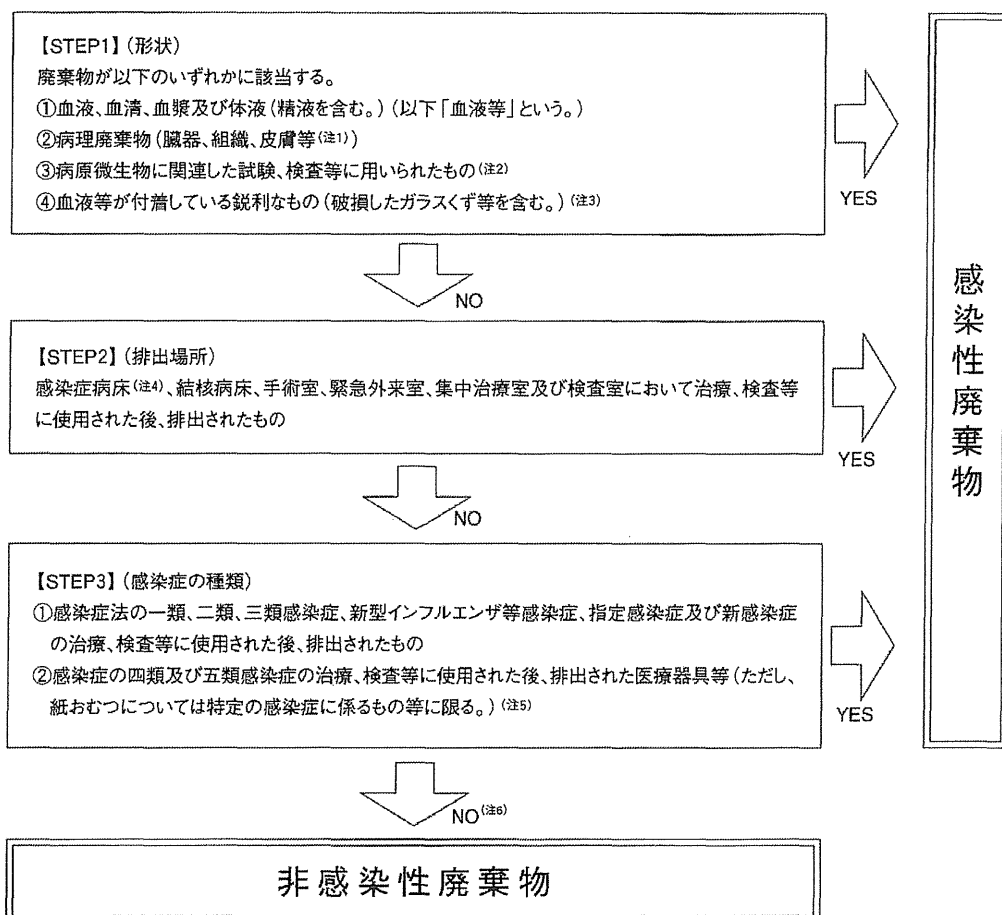 【STEP1】(形状)
廃棄物が以下のいずれかに該当する。
①血液、血清、血漿及び体液(精液を含む。)(以下「血液等」という。)
②病理廃棄物(臓器、組織、皮膚等(注1))
③病原微生物に関連した試験、検査等に用いられたもの(注2)
④血液等が付着している鋭利なもの(破損したガラスくず等を含む。)(注3)
YES
NO
【STEP2】(排出場所)
感染症病床(注4)、結核病床、手術室、緊急外来室、集中治療室及び検査室において治療、検査等
に使用された後、排出されたもの
YES
NO
【STEP3】(感染症の種類)
①感染症法の一類、二類、三類感染症、新型インフルエンザ等感染症、指定感染症及び新感染症
の治療、検査等に使用された後、排出されたもの
②感染症の四類及び五類感染症の治療、検査等に使用された後、排出された医療器具等(ただし、
紙おむつについては特定の感染症に係るもの等に限る。)(注5)
YES
NO(注6)
感染性廃棄物
非感染性廃棄物